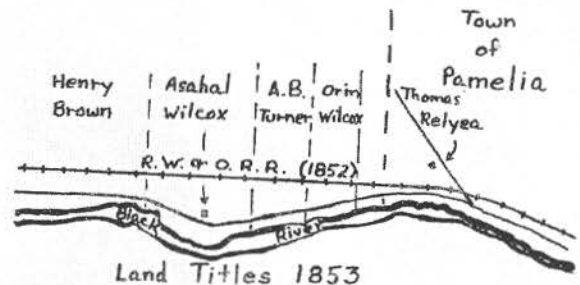 Town
of
Pamelia
Henry
Brown
Asahal
Wilcox
A.B.
Turner
Orin
Wilcox
Thomas
Relyea
R.W. & O. R.R. (1852)
Black
River
Land Titles 1853